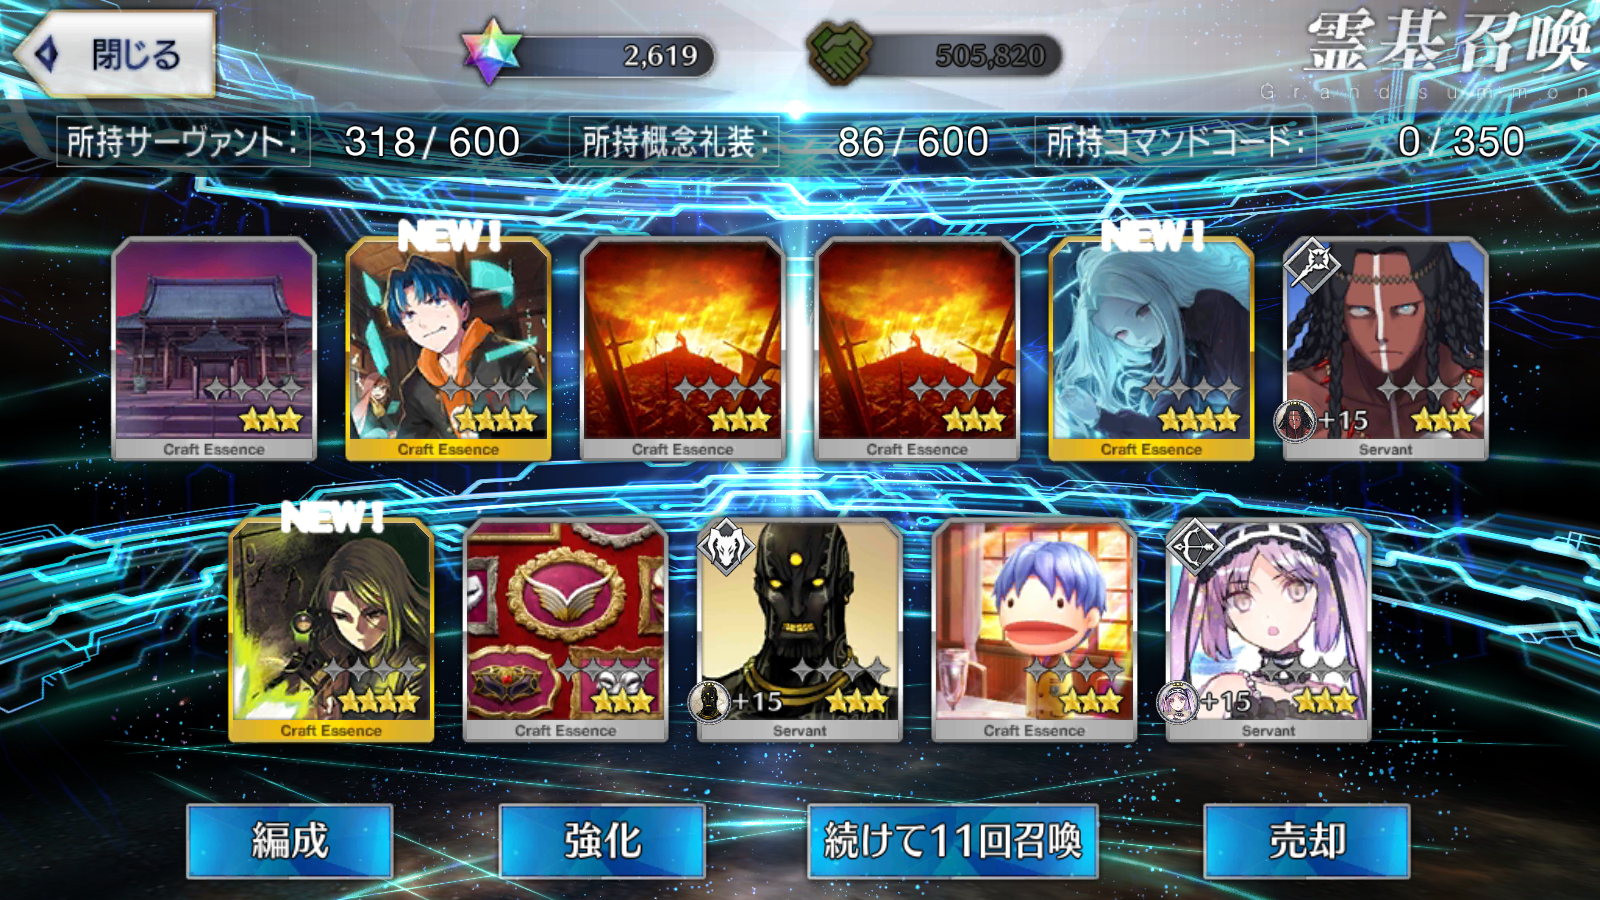 閉じる
2,619
505,820
霊基召喚
Grand summon
所持サーヴァント:
318 / 600
所持概念礼装:
86 / 600
所持コマンドコード:
0 / 350
NEW!
NEW!
+15
Craft Essence
Craft Essence
Craft Essence
Craft Essence
Craft Essence
Servant
NEW!
+15
+15
Craft Essence
Craft Essence
Servant
Craft Essence
Servant
編成
強化
続けて11回召喚
売却